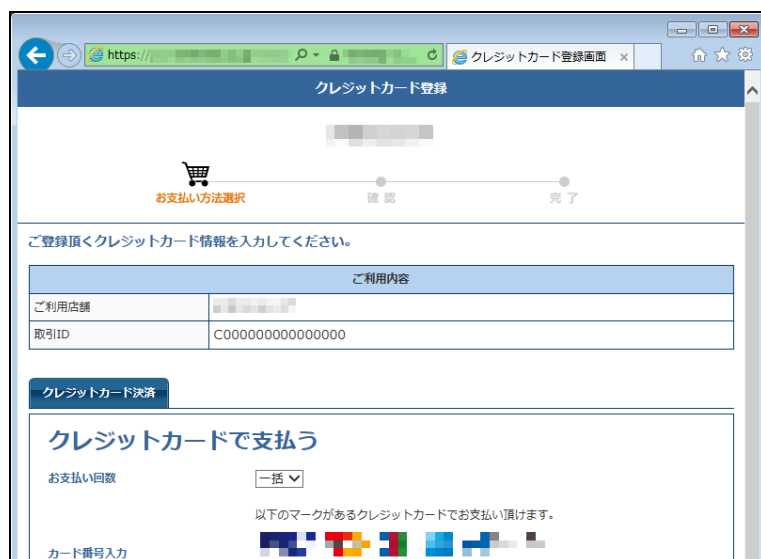 https://
クレジットカード登録画面
クレジットカード登録
お支払い方法選択
確認
完了
ご登録頂くクレジットカード情報を入力してください。
ご利用内容
ご利用店舗
取引ID
C000000000000000
クレジットカード決済
クレジットカードで支払う
お支払い回数
一括
以下のマークがあるクレジットカードでお支払い頂けます。
カード番号入力